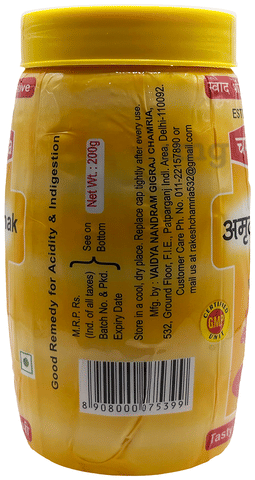 Good Remedy for Acidity & Indigestion
M.R.P. Rs.
(Ind. of all taxes)
Batch No. & Pkd.
Expiry Date
See on
Bottom
Net Wt.: 200g
Store in a cool, dry place. Replace cap tightly after every use.
Mfg. by : VAIDYA NANDRAM GIGRAJ CHAMRIA,
532, Ground Floor, F.I.E., Patparganj Indl. Area, Delhi-110092.
Customer Care Ph. No. 011-22157890 or
mail us at rakeshchamria532@gmail.com
8 908000 075399
स्वाद
EST
अमृत
CERTIFIED
GMP
UNIT
Tasty